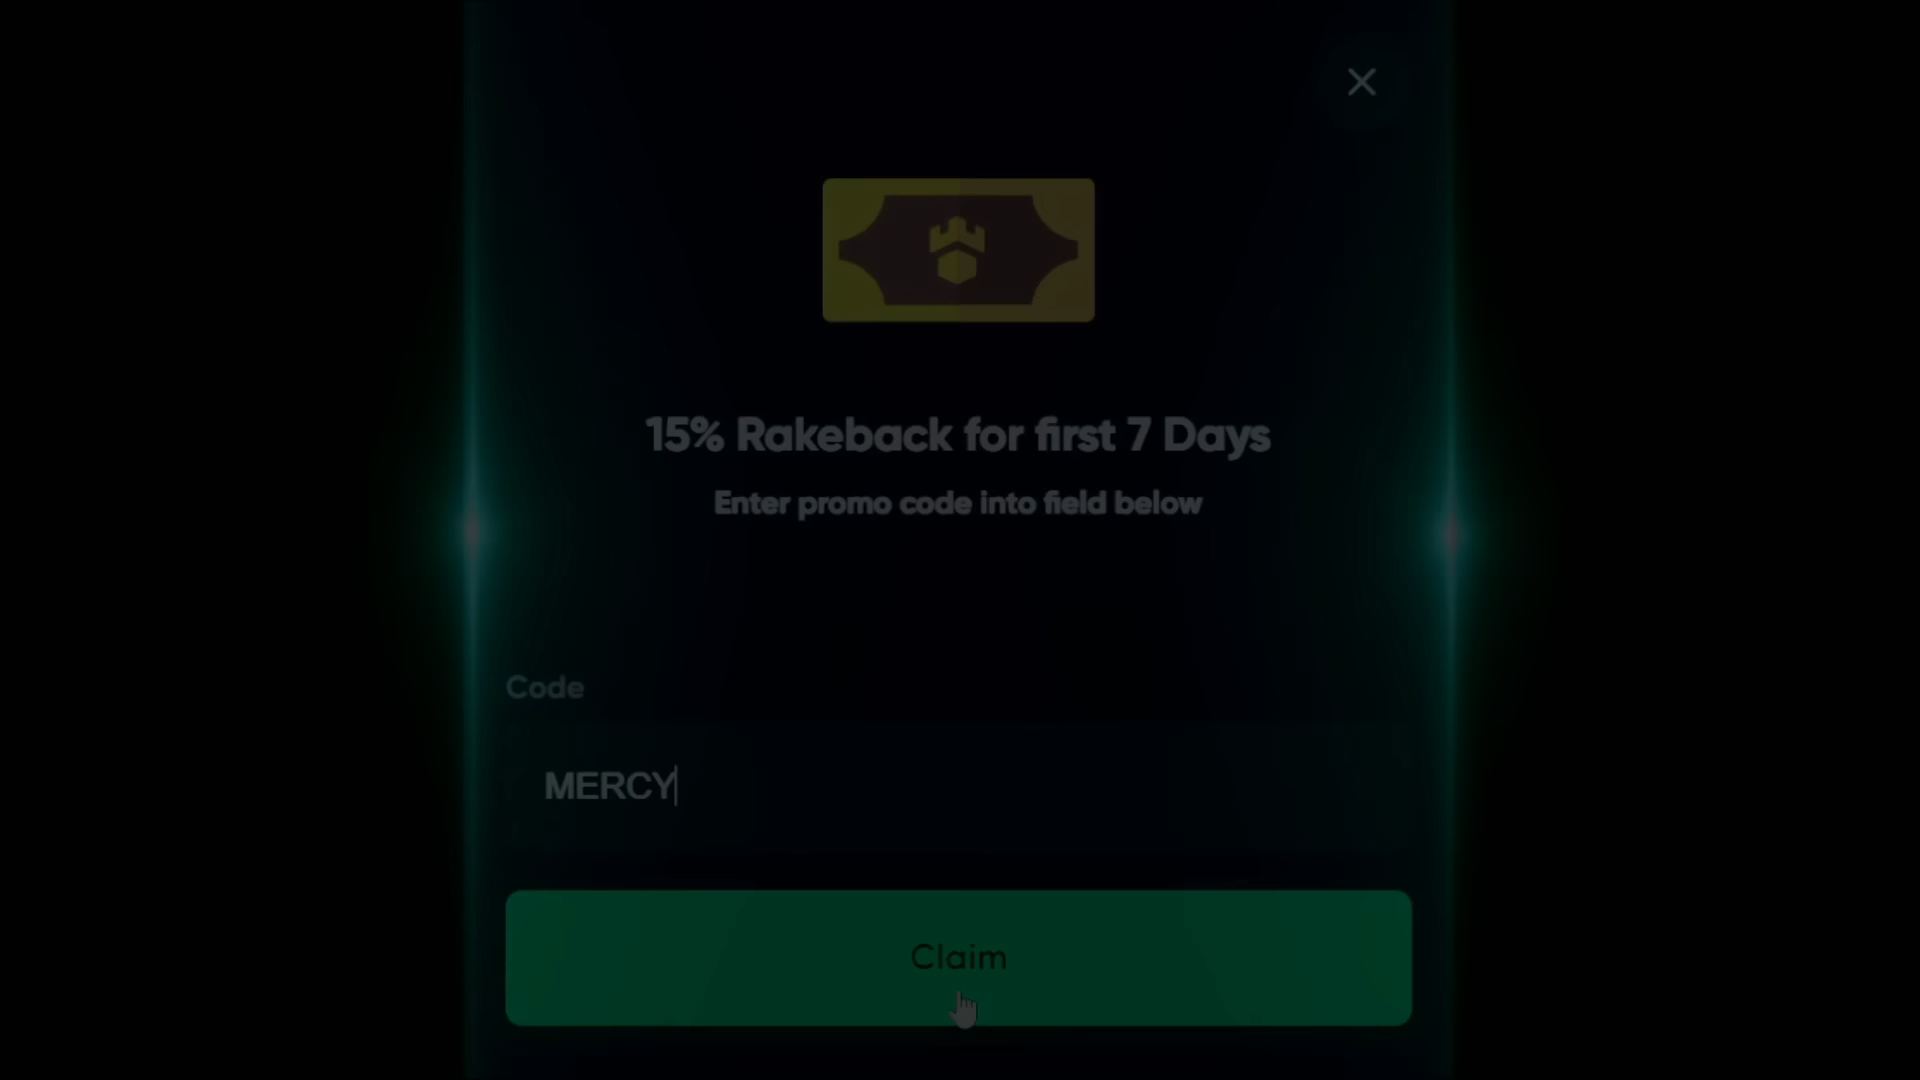 15% Rakeback for first 7 Days
Enter promo code into field below
Code
MERCY
Claim